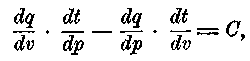 dq/dv · dt/dp − dq/dp · dt/dv = C,